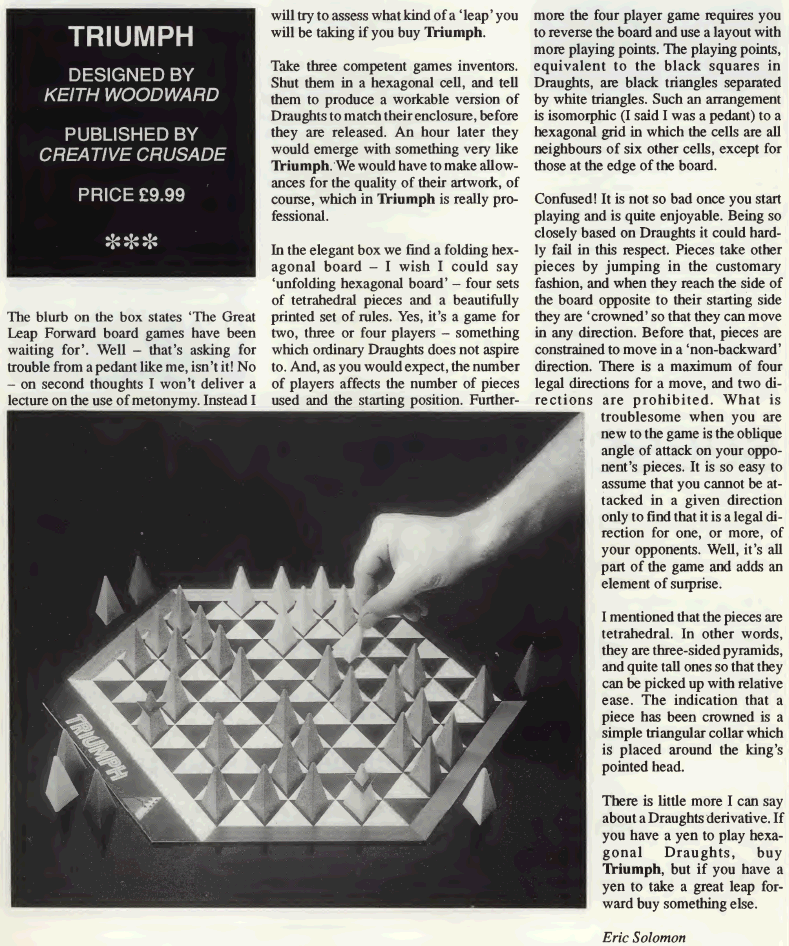 TRIUMPH
DESIGNED BY
KEITH WOODWARD
PUBLISHED BY
CREATIVE CRUSADE
PRICE £9.99
***
The blurb on the box states ‘The Great
Leap Forward board games have been
waiting for’. Well – that’s asking for
trouble from a pedant like me, isn’t it! No
– on second thoughts I won’t deliver a
lecture on the use of metonymy. Instead I
will try to assess what kind of a ‘leap’ you
will be taking if you buy Triumph.
Take three competent games inventors.
Shut them in a hexagonal cell, and tell
them to produce a workable version of
Draughts to match their enclosure, before
they are released. An hour later they
would emerge with something very like
Triumph. We would have to make allow-
ances for the quality of their artwork, of
course, which in Triumph is really pro-
fessional.
In the elegant box we find a folding hex-
agonal board – I wish I could say
‘unfolding hexagonal board’ – four sets
of tetrahedral pieces and a beautifully
printed set of rules. Yes, it’s a game for
two, three or four players – something
which ordinary Draughts does not aspire
to. And, as you would expect, the number
of players affects the number of pieces
used and the starting position. Further-
more the four player game requires you
to reverse the board and use a layout with
more playing points. The playing points,
equivalent to the black squares in
Draughts, are black triangles separated
by white triangles. Such an arrangement
is isomorphic (I said I was a pedant) to a
hexagonal grid in which the cells are all
neighbours of six other cells, except for
those at the edge of the board.
Confused! It is not so bad once you start
playing and is quite enjoyable. Being so
closely based on Draughts it could hard-
ly fail in this respect. Pieces take other
pieces by jumping in the customary
fashion, and when they reach the side of
the board opposite to their starting side
they are ‘crowned’ so that they can move
in any direction. Before that, pieces are
constrained to move in a ‘non-backward’
direction. There is a maximum of four
legal directions for a move, and two di-
rections are prohibited. What is
troublesome when you are
new to the game is the oblique
angle of attack on your oppo-
nent’s pieces. It is so easy to
assume that you cannot be at-
tacked in a given direction
only to find that it is a legal di-
rection for one, or more, of
your opponents. Well, it’s all
part of the game and adds an
element of surprise.
I mentioned that the pieces are
tetrahedral. In other words,
they are three-sided pyramids,
and quite tall ones so that they
can be picked up with relative
ease. The indication that a
piece has been crowned is a
simple triangular collar which
is placed around the king’s
pointed head.
There is little more I can say
about a Draughts derivative. If
you have a yen to play hexa-
gonal Draughts, buy
Triumph, but if you have a
yen to take a great leap for-
ward buy something else.
Eric Solomon
TRIUMPH